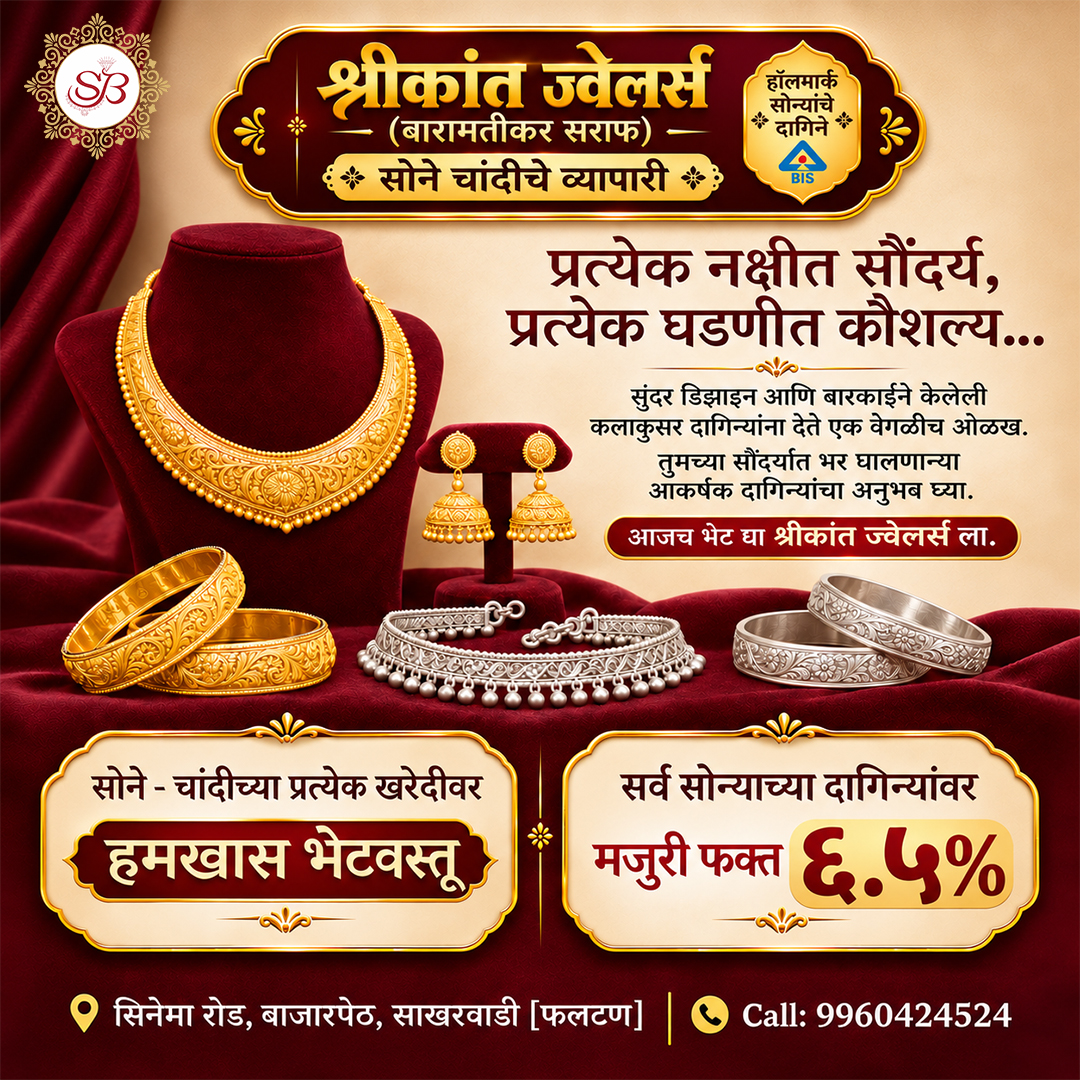 SB
श्रीकांत ज्वेलर्स
(बारामतीकर सराफ)
सोने चांदीचे व्यापारी
हॉलमार्क
सोन्यांचे
दागिने
BIS
प्रत्येक नक्षीत सौंदर्य,
प्रत्येक घडणीत कौशल्य...
सुंदर डिझाइन आणि बारकाईने केलेली
कलाकुसर दागिन्यांना देते एक वेगळीच ओळख.
तुमच्या सौंदर्यात भर घालणाऱ्या
आकर्षक दागिन्यांचा अनुभव घ्या.
आजच भेट द्या श्रीकांत ज्वेलर्स ला.
सोने - चांदीच्या प्रत्येक खरेदीवर
हमखास भेटवस्तू
सर्व सोन्याच्या दागिन्यांवर
मजुरी फक्त ६.५%
सिनेमा रोड, बाजारपेठ, साखरवाडी [फलटण]
Call: 9960424524